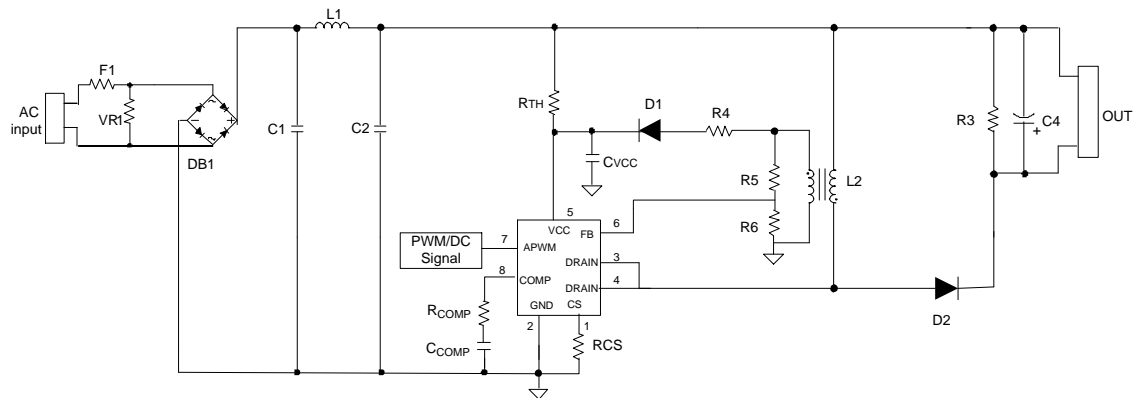 L1
F1
AC
input
VR1
DB1
C1
C2
RTH
D1
R4
CVCC
R5
R6
L2
R3
C4
+
OUT
5
VCC
6
FB
PWM/DC
Signal
7
APWM
8
COMP
DRAIN
3
DRAIN
4
GND
CS
2
1
RCOMP
CCOMP
RCS
D2